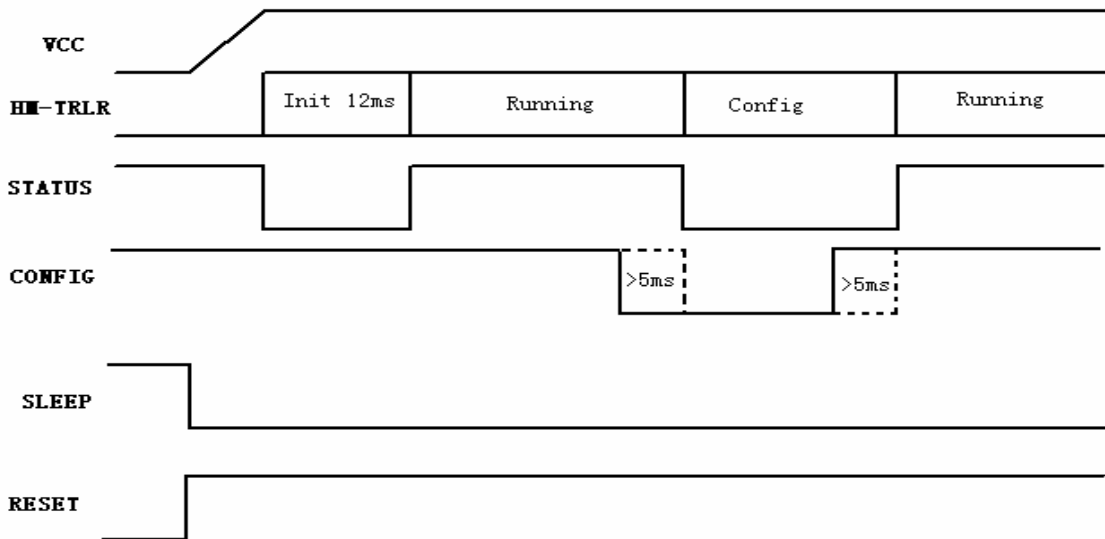 VCC
HM-TRLR Init 12ms Running Config Running
STATUS
CONFIG >5ms >5ms
SLEEP
RESET